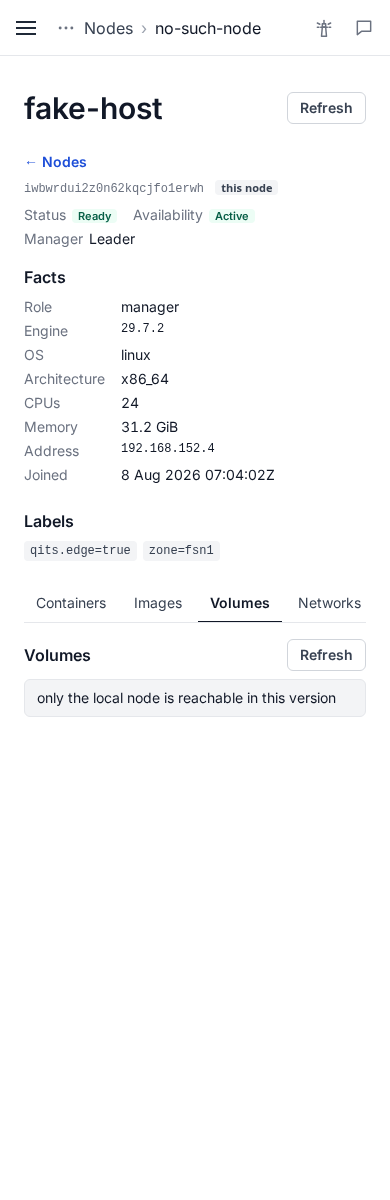 ··· Nodes › no-such-node
fake-host
Refresh
← Nodes
iwbwrdui2z0n62kqcjfo1erwh this node
Status Ready Availability Active
Manager Leader
Facts
Role manager
Engine 29.7.2
OS linux
Architecture x86_64
CPUs 24
Memory 31.2 GiB
Address 192.168.152.4
Joined 8 Aug 2026 07:04:02Z
Labels
qits.edge=true zone=fsn1
Containers Images Volumes Networks
Volumes
Refresh
only the local node is reachable in this version